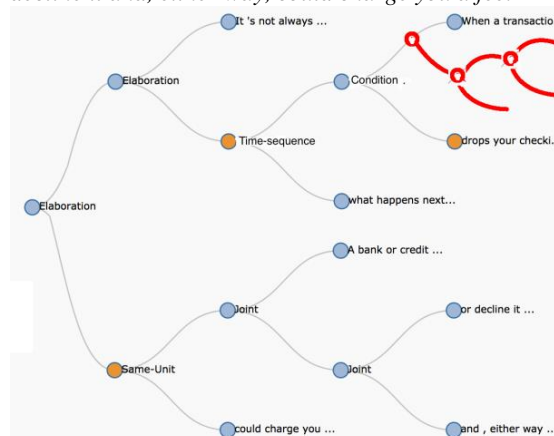 It 's not always ...
When a transactio
Elaboration
Condition .
Time-sequence
drops your checki...
what happens next...
Elaboration
A bank or credit ...
Joint
or decline it ...
Same-Unit
Joint
could charge you ...
and , either way ...